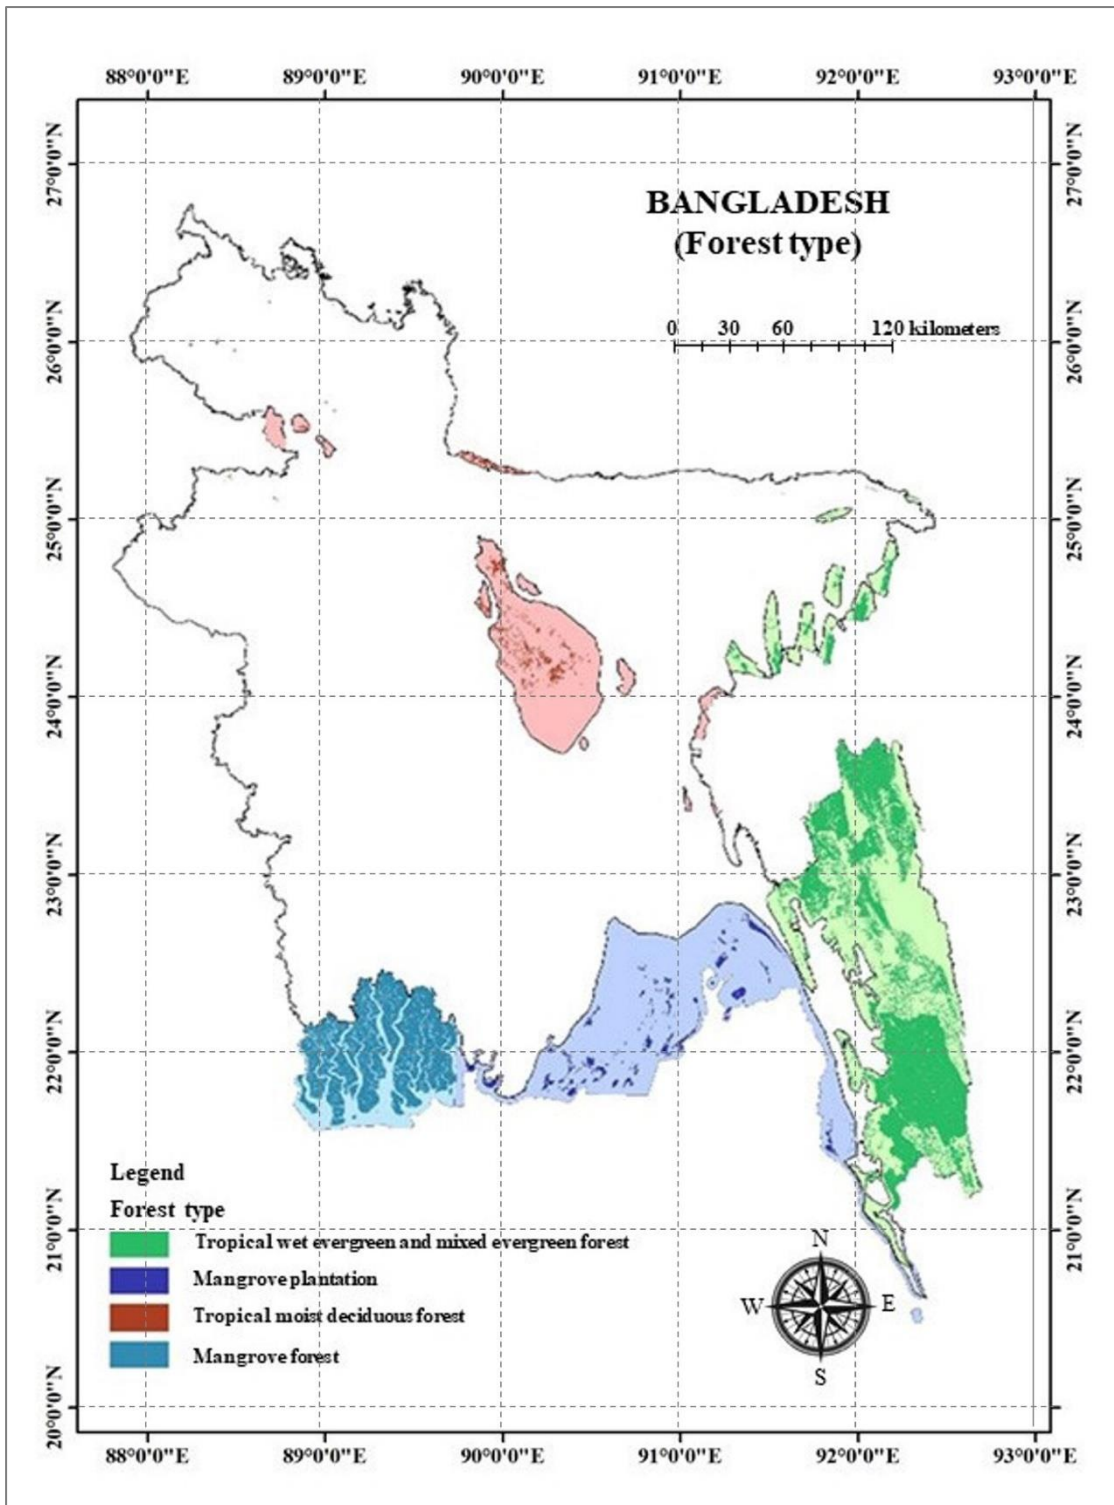 88°0'0"E 89°0'0"E 90°0'0"E 91°0'0"E 92°0'0"E 93°0'0"E
27°0'0"N 27°0'0"N
BANGLADESH
(Forest type)
0 30 60 120 kilometers
26°0'0"N 26°0'0"N
25°0'0"N 25°0'0"N
24°0'0"N 24°0'0"N
23°0'0"N 23°0'0"N
22°0'0"N 22°0'0"N
Legend
Forest type
21°0'0"N 21°0'0"N
Tropical wet evergreen and mixed evergreen forest
Mangrove plantation
Tropical moist deciduous forest
Mangrove forest
N
W E
S
20°0'0"N
88°0'0"E 89°0'0"E 90°0'0"E 91°0'0"E 92°0'0"E 93°0'0"E